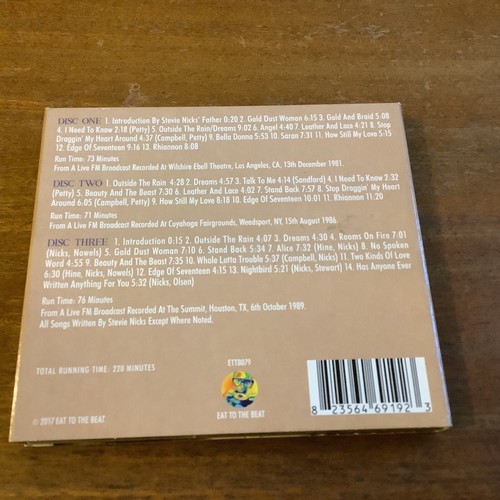 DISC ONE 1. Introduction By Stevie Nicks' Father 0:20 2. Gold Dust Woman 6:15 3. Gold And Braid 5:08
4. I Need To Know 2:18 (Petty) 5. Outside The Rain/Dreams 9:02 6. Angel 4:40 7. Leather And Lace 4:21 8. Stop
Draggin' My Heart Around 4:37 (Campbell, Petty) 9. Bella Donna 5:53 10. Saran 7:31 11. How Still My Love 5:15
12. Edge Of Seventeen 9:16 13. Rhiannon 8:08
Run Time: 73 Minutes
From A Live FM Broadcast Recorded At Wilshire Ebell Theatre, Los Angeles, CA, 13th December 1981.
DISC TWO 1. Outside The Rain 4:28 2. Dreams 4:57 3. Talk To Me 4:14 (Sandford) 4. I Need To Know 2:32
(Petty) 5. Beauty And The Beast 7:30 6. Leather And Lace 4:02 7. Stand Back 7:57 8. Stop Draggin' My Heart
Around 6:05 (Campbell, Petty) 9. How Still My Love 8:18 10. Edge Of Seventeen 10:01 11. Rhiannon 11:20
Run Time: 71 Minutes
From A Live FM Broadcast Recorded At Cuyahoga Fairgrounds, Weedsport, NY, 15th August 1986
DISC THREE 1. Introduction 0:15 2. Outside The Rain 4:07 3. Dreams 4:30 4. Rooms On Fire 7:01
(Nicks, Nowels) 5. Gold Dust Woman 7:10 6. Stand Back 5:34 7. Alice 7:32 (Hine, Nicks) 8. No Spoken
Word 4:55 9. Beauty And The Beast 7:35 10. Whole Lotta Trouble 5:37 (Campbell, Nicks) 11. Two Kinds Of Love
6:30 (Hine, Nicks, Nowels) 12. Edge Of Seventeen 4:15 13. Nightbird 5:21 (Nicks, Stewart) 14. Has Anyone Ever
Written Anything For You 5:32 (Nicks, Olsen)
Run Time: 76 Minutes
From A Live FM Broadcast Recorded At The Summit, Houston, TX, 6th October 1989.
All Songs Written By Stevie Nicks Except Where Noted.
TOTAL RUNNING TIME: 220 MINUTES
ETTB079
EAT TO THE BEAT
8 23564 69192 3
© 2017 EAT TO THE BEAT